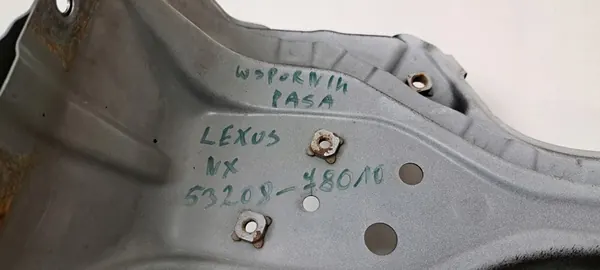 WSPORNIK
PASA
LEXUS
NX
53208-78010